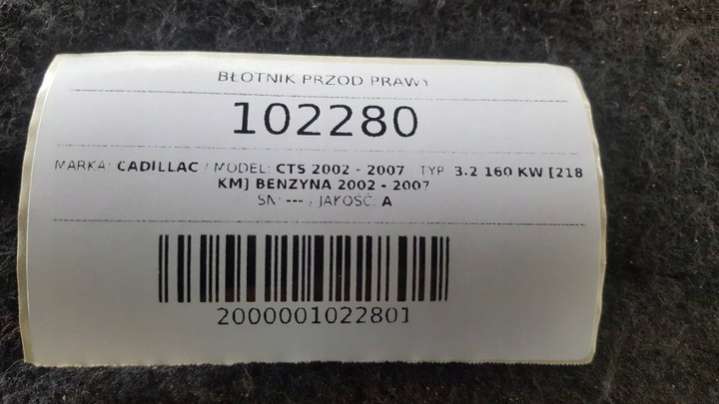 BŁOTNIK PRZOD PRAWY
102280
MARKA: CADILLAC / MODEL: CTS 2002 - 2007 TYP: 3.2 160 KW [218
KM] BENZYNA 2002 - 2007
SN: --- , JAKOŚĆ: A
2000001022801